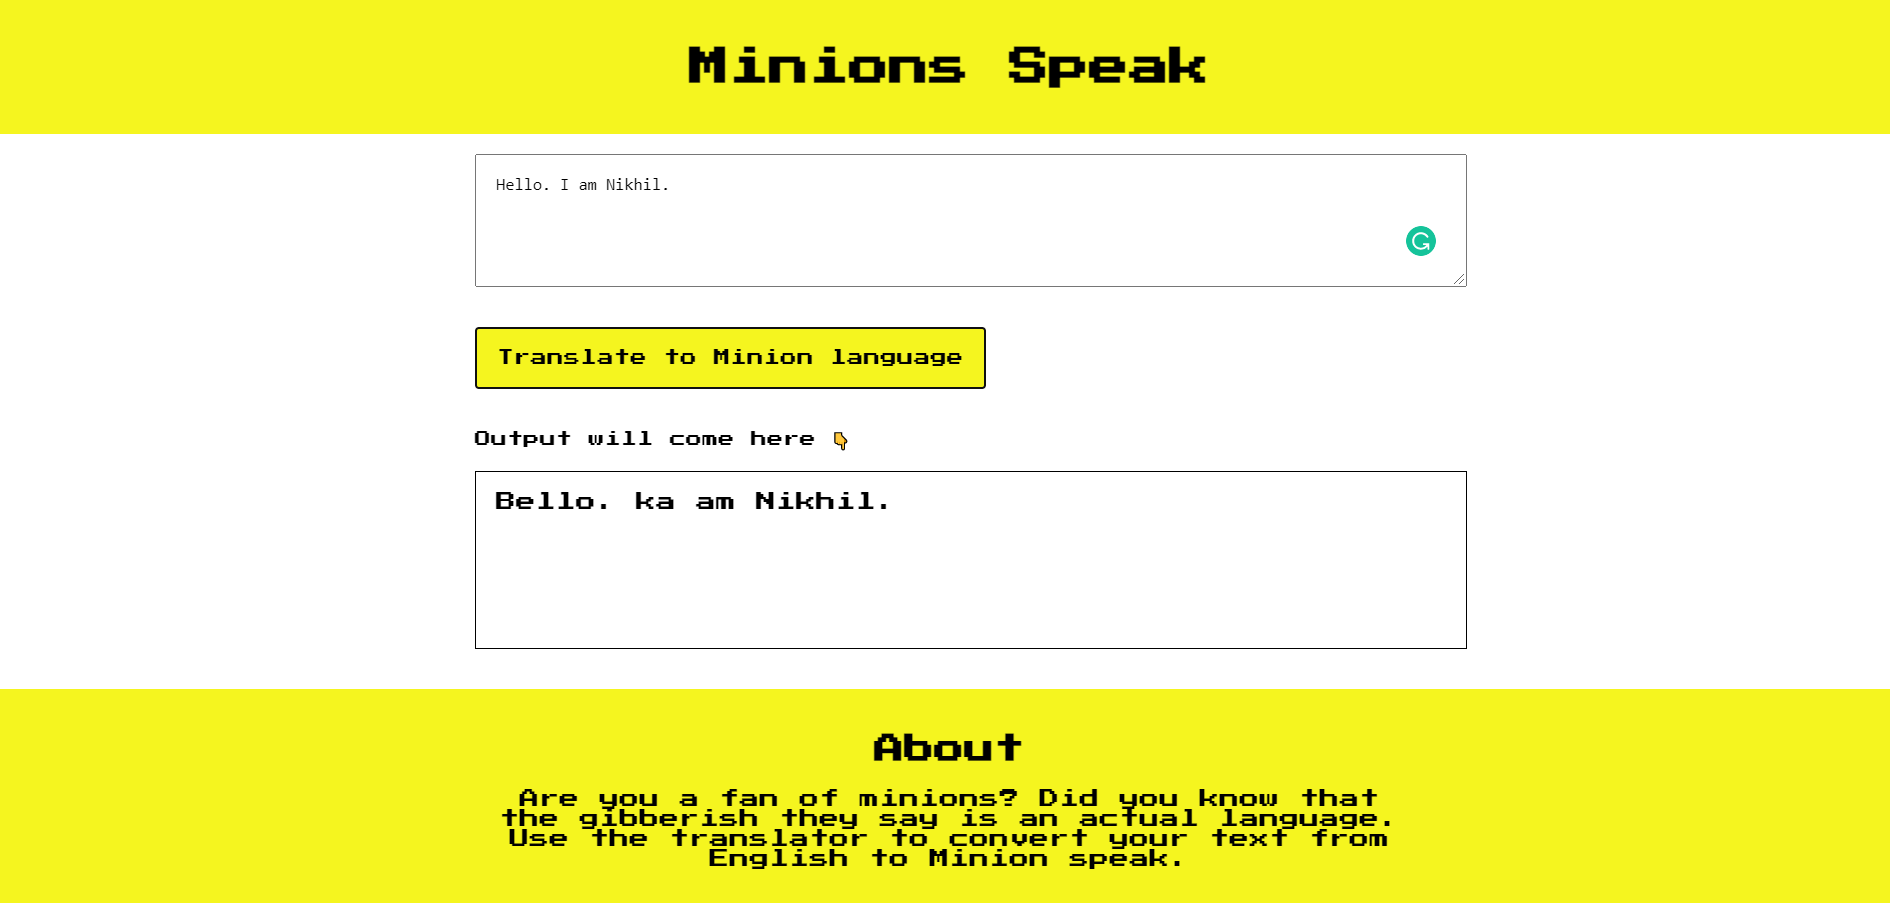 Minions Speak
Hello. I am Nikhil.
Translate to Minion language
Output will come here 👇
Bello. ka am Nikhil.
About
Are you a fan of minions? Did you know that
the gibberish they say is an actual language.
Use the translator to convert your text from
English to Minion speak.